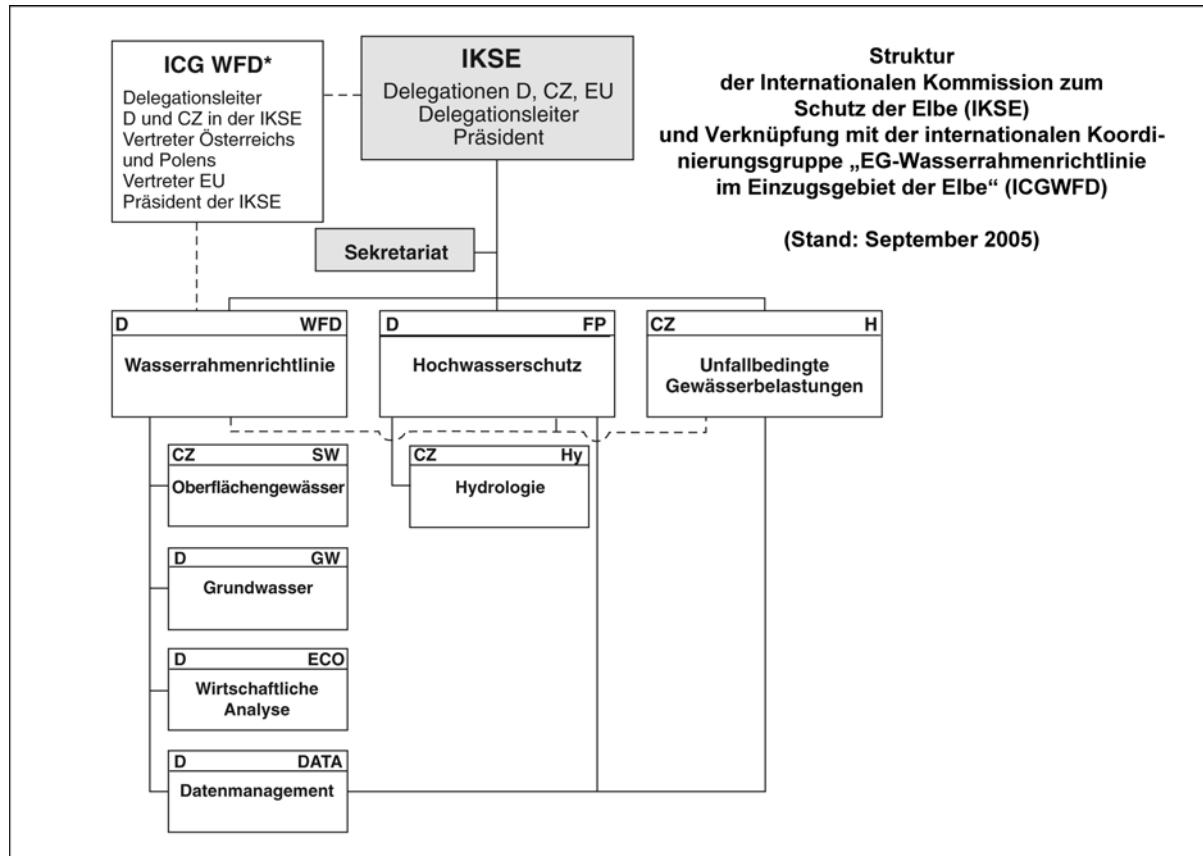 ICG WFD*
Delegationsleiter
D und CZ in der IKSE
Vertreter Österreichs
und Polens
Vertreter EU
Präsident der IKSE
IKSE
Delegationen D, CZ, EU
Delegationsleiter
Präsident
Struktur
der Internationalen Kommission zum
Schutz der Elbe (IKSE)
und Verknüpfung mit der internationalen Koordi-
nierungsgruppe „EG-Wasserrahmenrichtlinie
im Einzugsgebiet der Elbe“ (ICGWFD)
(Stand: September 2005)
Sekretariat
D WFD
Wasserrahmenrichtlinie
D FP
Hochwasserschutz
CZ H
Unfallbedingte
Gewässerbelastungen
CZ SW
Oberflächengewässer
CZ Hy
Hydrologie
D GW
Grundwasser
D ECO
Wirtschaftliche
Analyse
D DATA
Datenmanagement